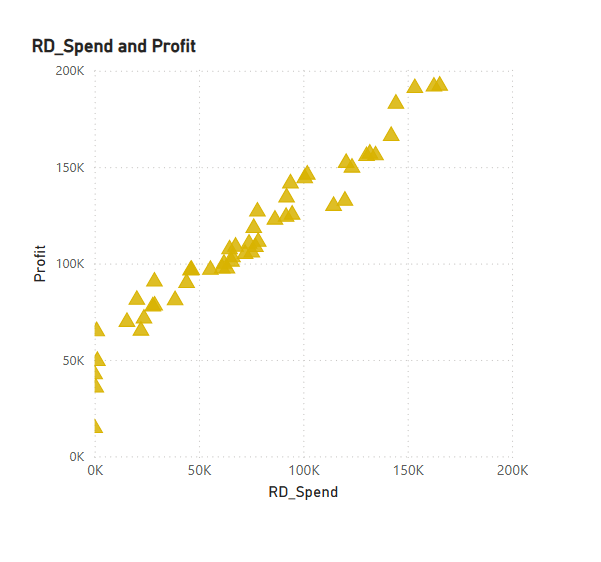 RD_Spend and Profit
200K
150K
100K
50K
0K
Profit
0K 50K 100K 150K 200K
RD_Spend